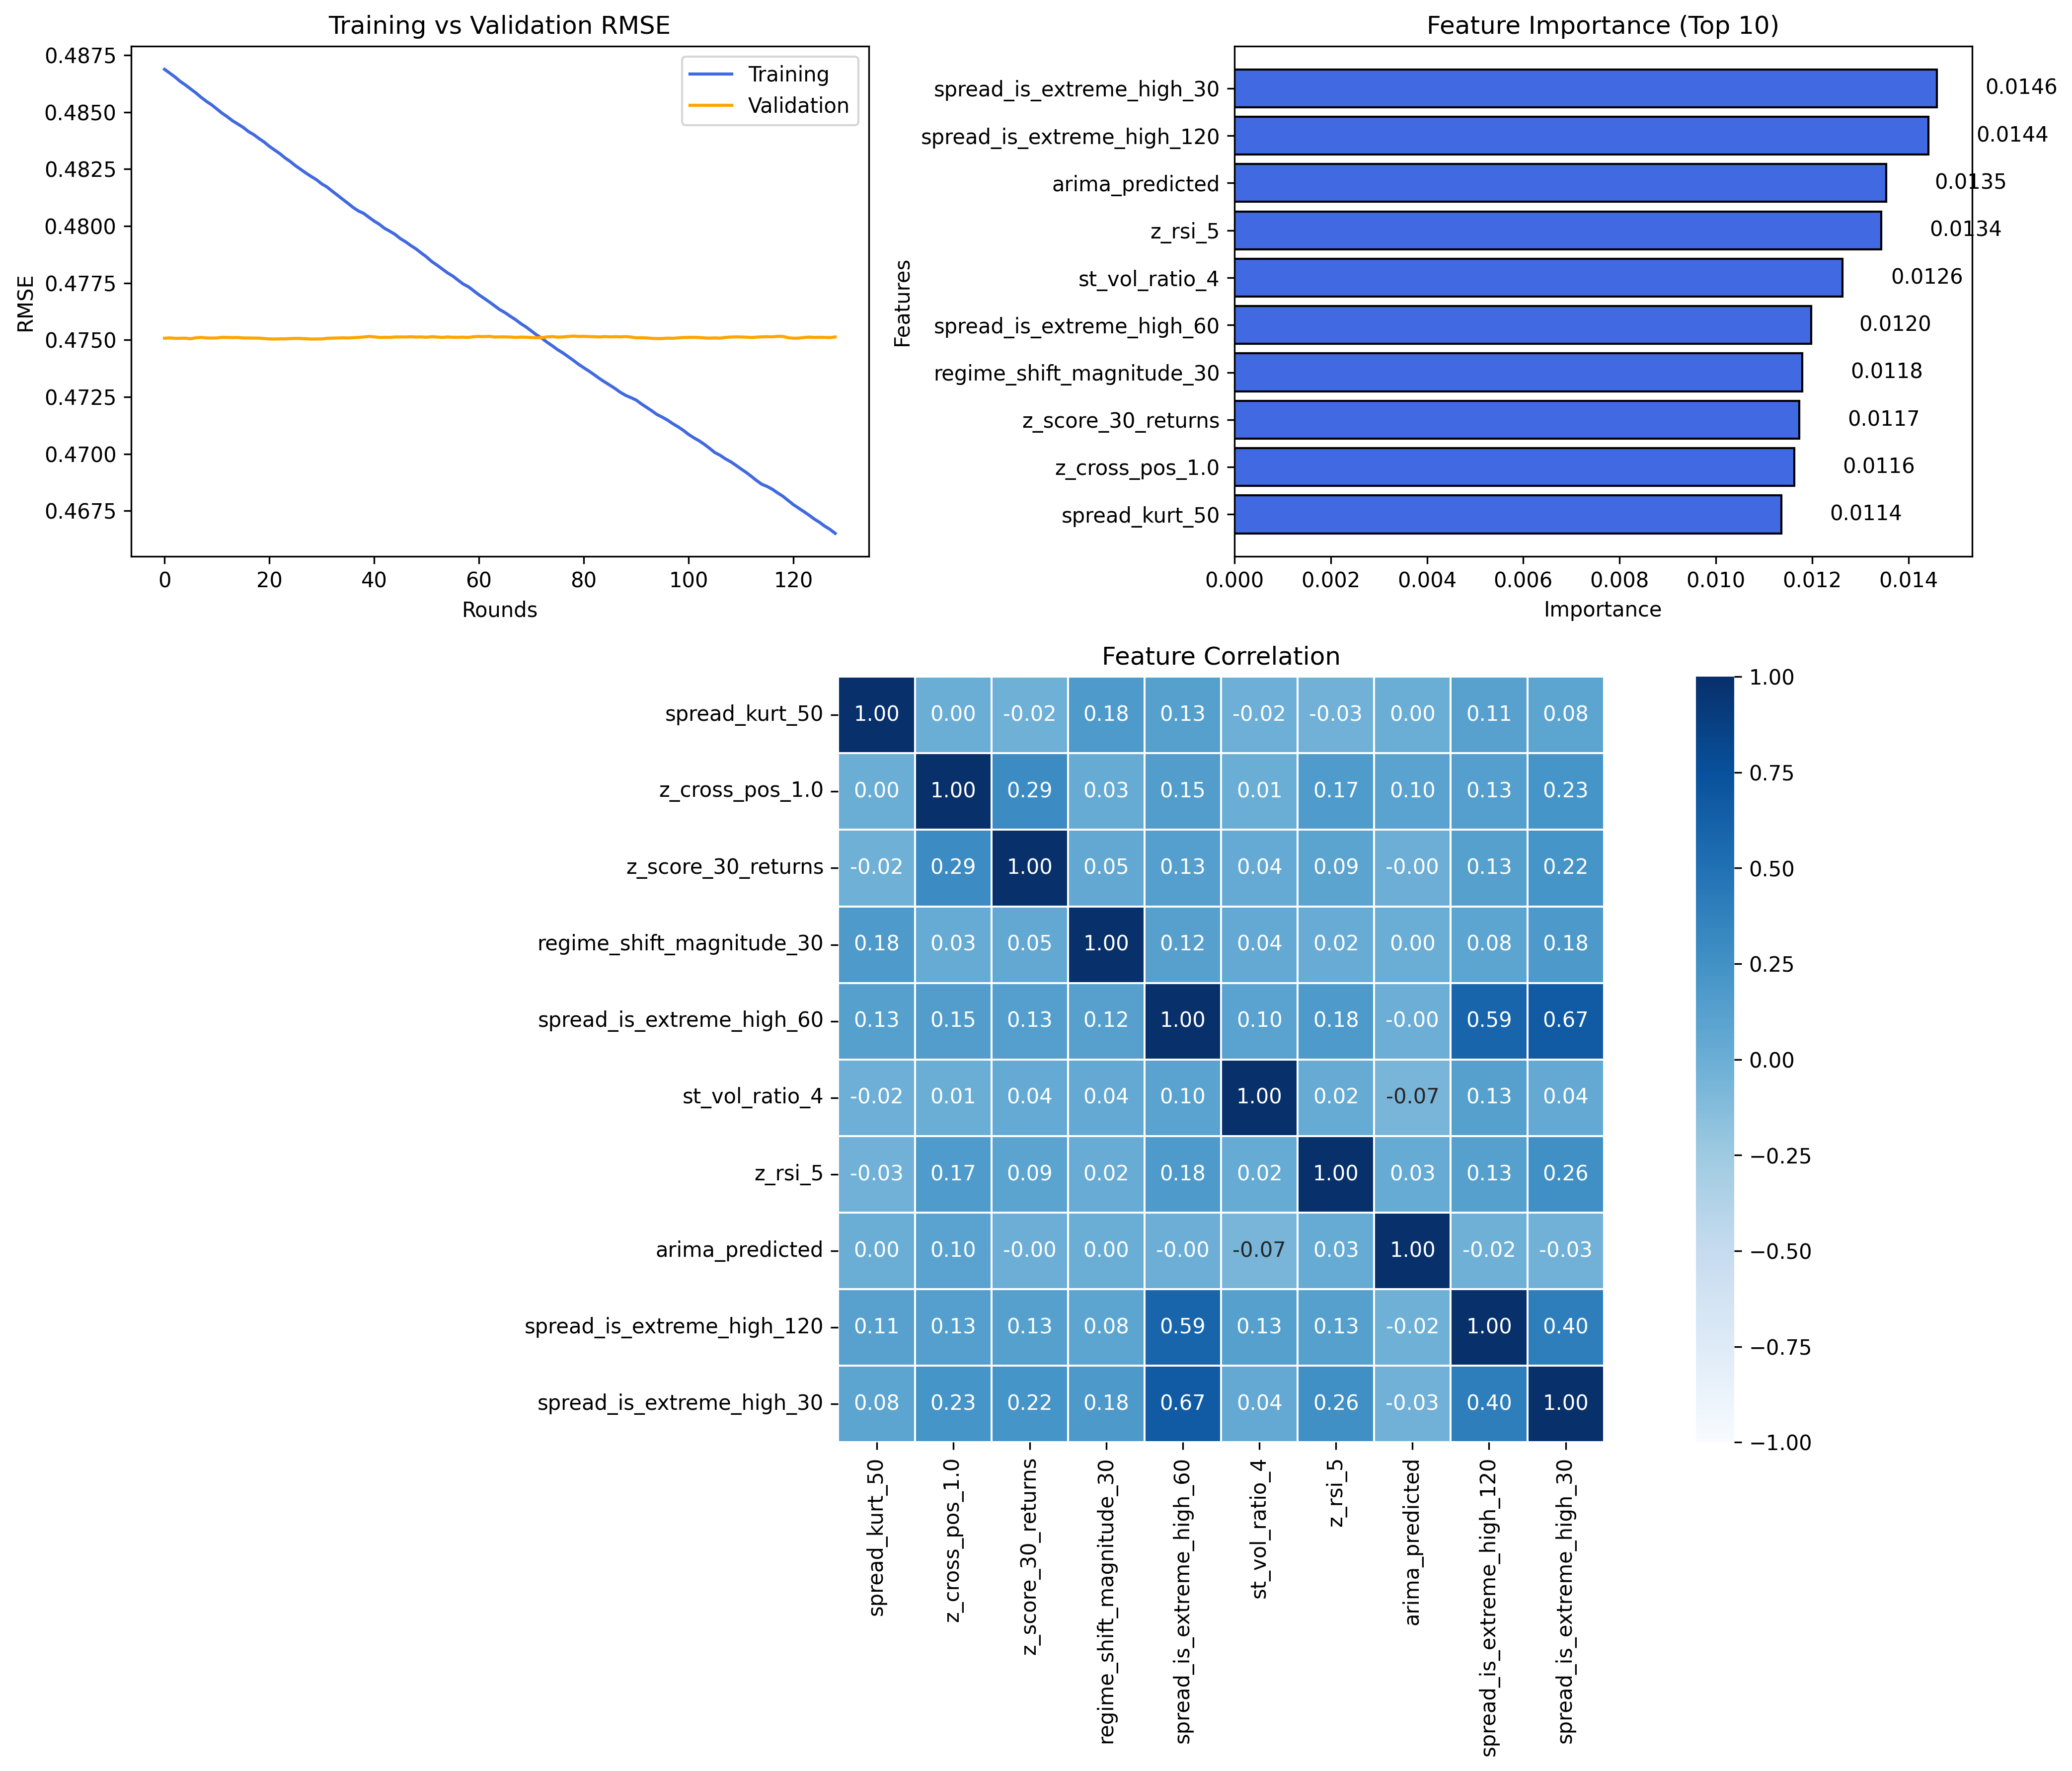 Training vs Validation RMSE
0.4875
0.4850
0.4825
0.4800
0.4775
0.4750
0.4725
0.4700
0.4675
RMSE
Training
Validation
0 20 40 60 80 100 120
Rounds
Feature Importance (Top 10)
Features
spread_is_extreme_high_30 0.0146
spread_is_extreme_high_120 0.0144
arima_predicted 0.0135
z_rsi_5 0.0134
st_vol_ratio_4 0.0126
spread_is_extreme_high_60 0.0120
regime_shift_magnitude_30 0.0118
z_score_30_returns 0.0117
z_cross_pos_1.0 0.0116
spread_kurt_50 0.0114
0.000 0.002 0.004 0.006 0.008 0.010 0.012 0.014
Importance
Feature Correlation
spread_kurt_50 1.00 0.00 -0.02 0.18 0.13 -0.02 -0.03 0.00 0.11 0.08
z_cross_pos_1.0 0.00 1.00 0.29 0.03 0.15 0.01 0.17 0.10 0.13 0.23
z_score_30_returns -0.02 0.29 1.00 0.05 0.13 0.04 0.09 -0.00 0.13 0.22
regime_shift_magnitude_30 0.18 0.03 0.05 1.00 0.12 0.04 0.02 0.00 0.08 0.18
spread_is_extreme_high_60 0.13 0.15 0.13 0.12 1.00 0.10 0.18 -0.00 0.59 0.67
st_vol_ratio_4 -0.02 0.01 0.04 0.04 0.10 1.00 0.02 -0.07 0.13 0.04
z_rsi_5 -0.03 0.17 0.09 0.02 0.18 0.02 1.00 0.03 0.13 0.26
arima_predicted 0.00 0.10 -0.00 0.00 -0.00 -0.07 0.03 1.00 -0.02 -0.03
spread_is_extreme_high_120 0.11 0.13 0.13 0.08 0.59 0.13 0.13 -0.02 1.00 0.40
spread_is_extreme_high_30 0.08 0.23 0.22 0.18 0.67 0.04 0.26 -0.03 0.40 1.00
spread_kurt_50
z_cross_pos_1.0
z_score_30_returns
regime_shift_magnitude_30
spread_is_extreme_high_60
st_vol_ratio_4
z_rsi_5
arima_predicted
spread_is_extreme_high_120
spread_is_extreme_high_30
1.00
0.75
0.50
0.25
0.00
−0.25
−0.50
−0.75
−1.00